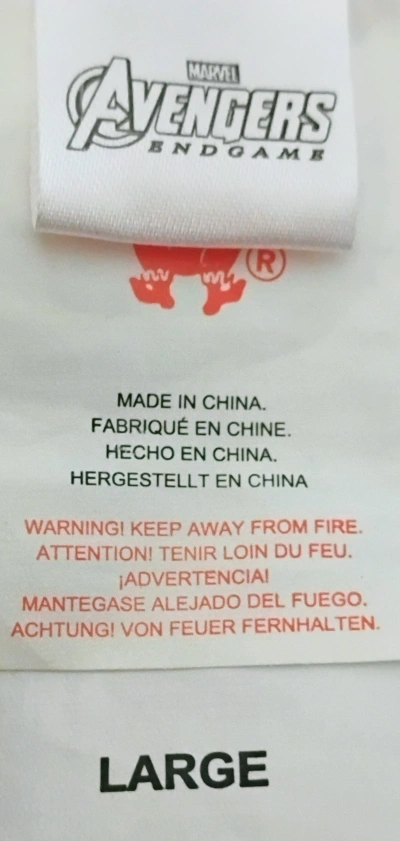 MARVEL
AVENGERS
ENDGAME
®
MADE IN CHINA.
FABRIQUÉ EN CHINE.
HECHO EN CHINA.
HERGESTELLT EN CHINA
WARNING! KEEP AWAY FROM FIRE.
ATTENTION! TENIR LOIN DU FEU.
¡ADVERTENCIA!
MANTEGASE ALEJADO DEL FUEGO.
ACHTUNG! VON FEUER FERNHALTEN.
LARGE